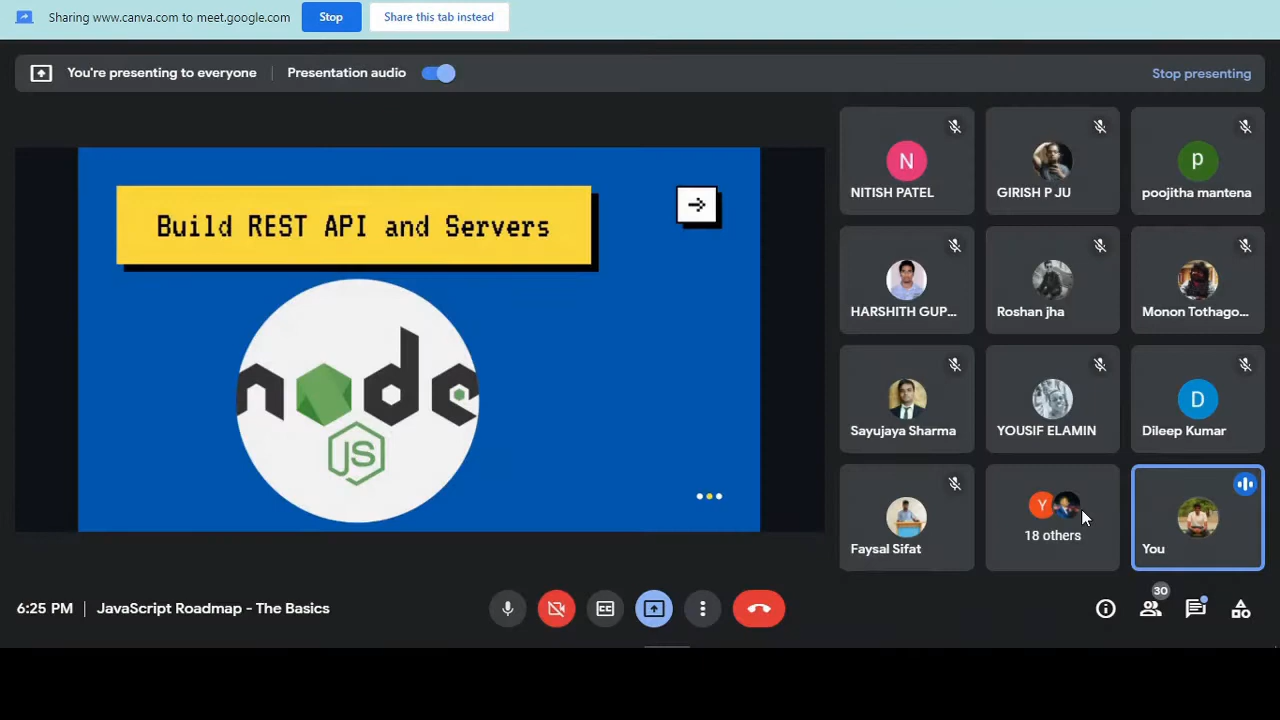 Sharing www.canva.com to meet.google.com
Stop
Share this tab instead
You're presenting to everyone
Presentation audio
Stop presenting
Build REST API and Servers
node
JS
N
NITISH PATEL
GIRISH P JU
p
poojitha mantena
HARSHITH GUP...
Roshan jha
Monon Tothago...
Sayujaya Sharma
YOUSIF ELAMIN
D
Dileep Kumar
Faysal Sifat
Y
18 others
You
6:25 PM
JavaScript Roadmap - The Basics
CC
30